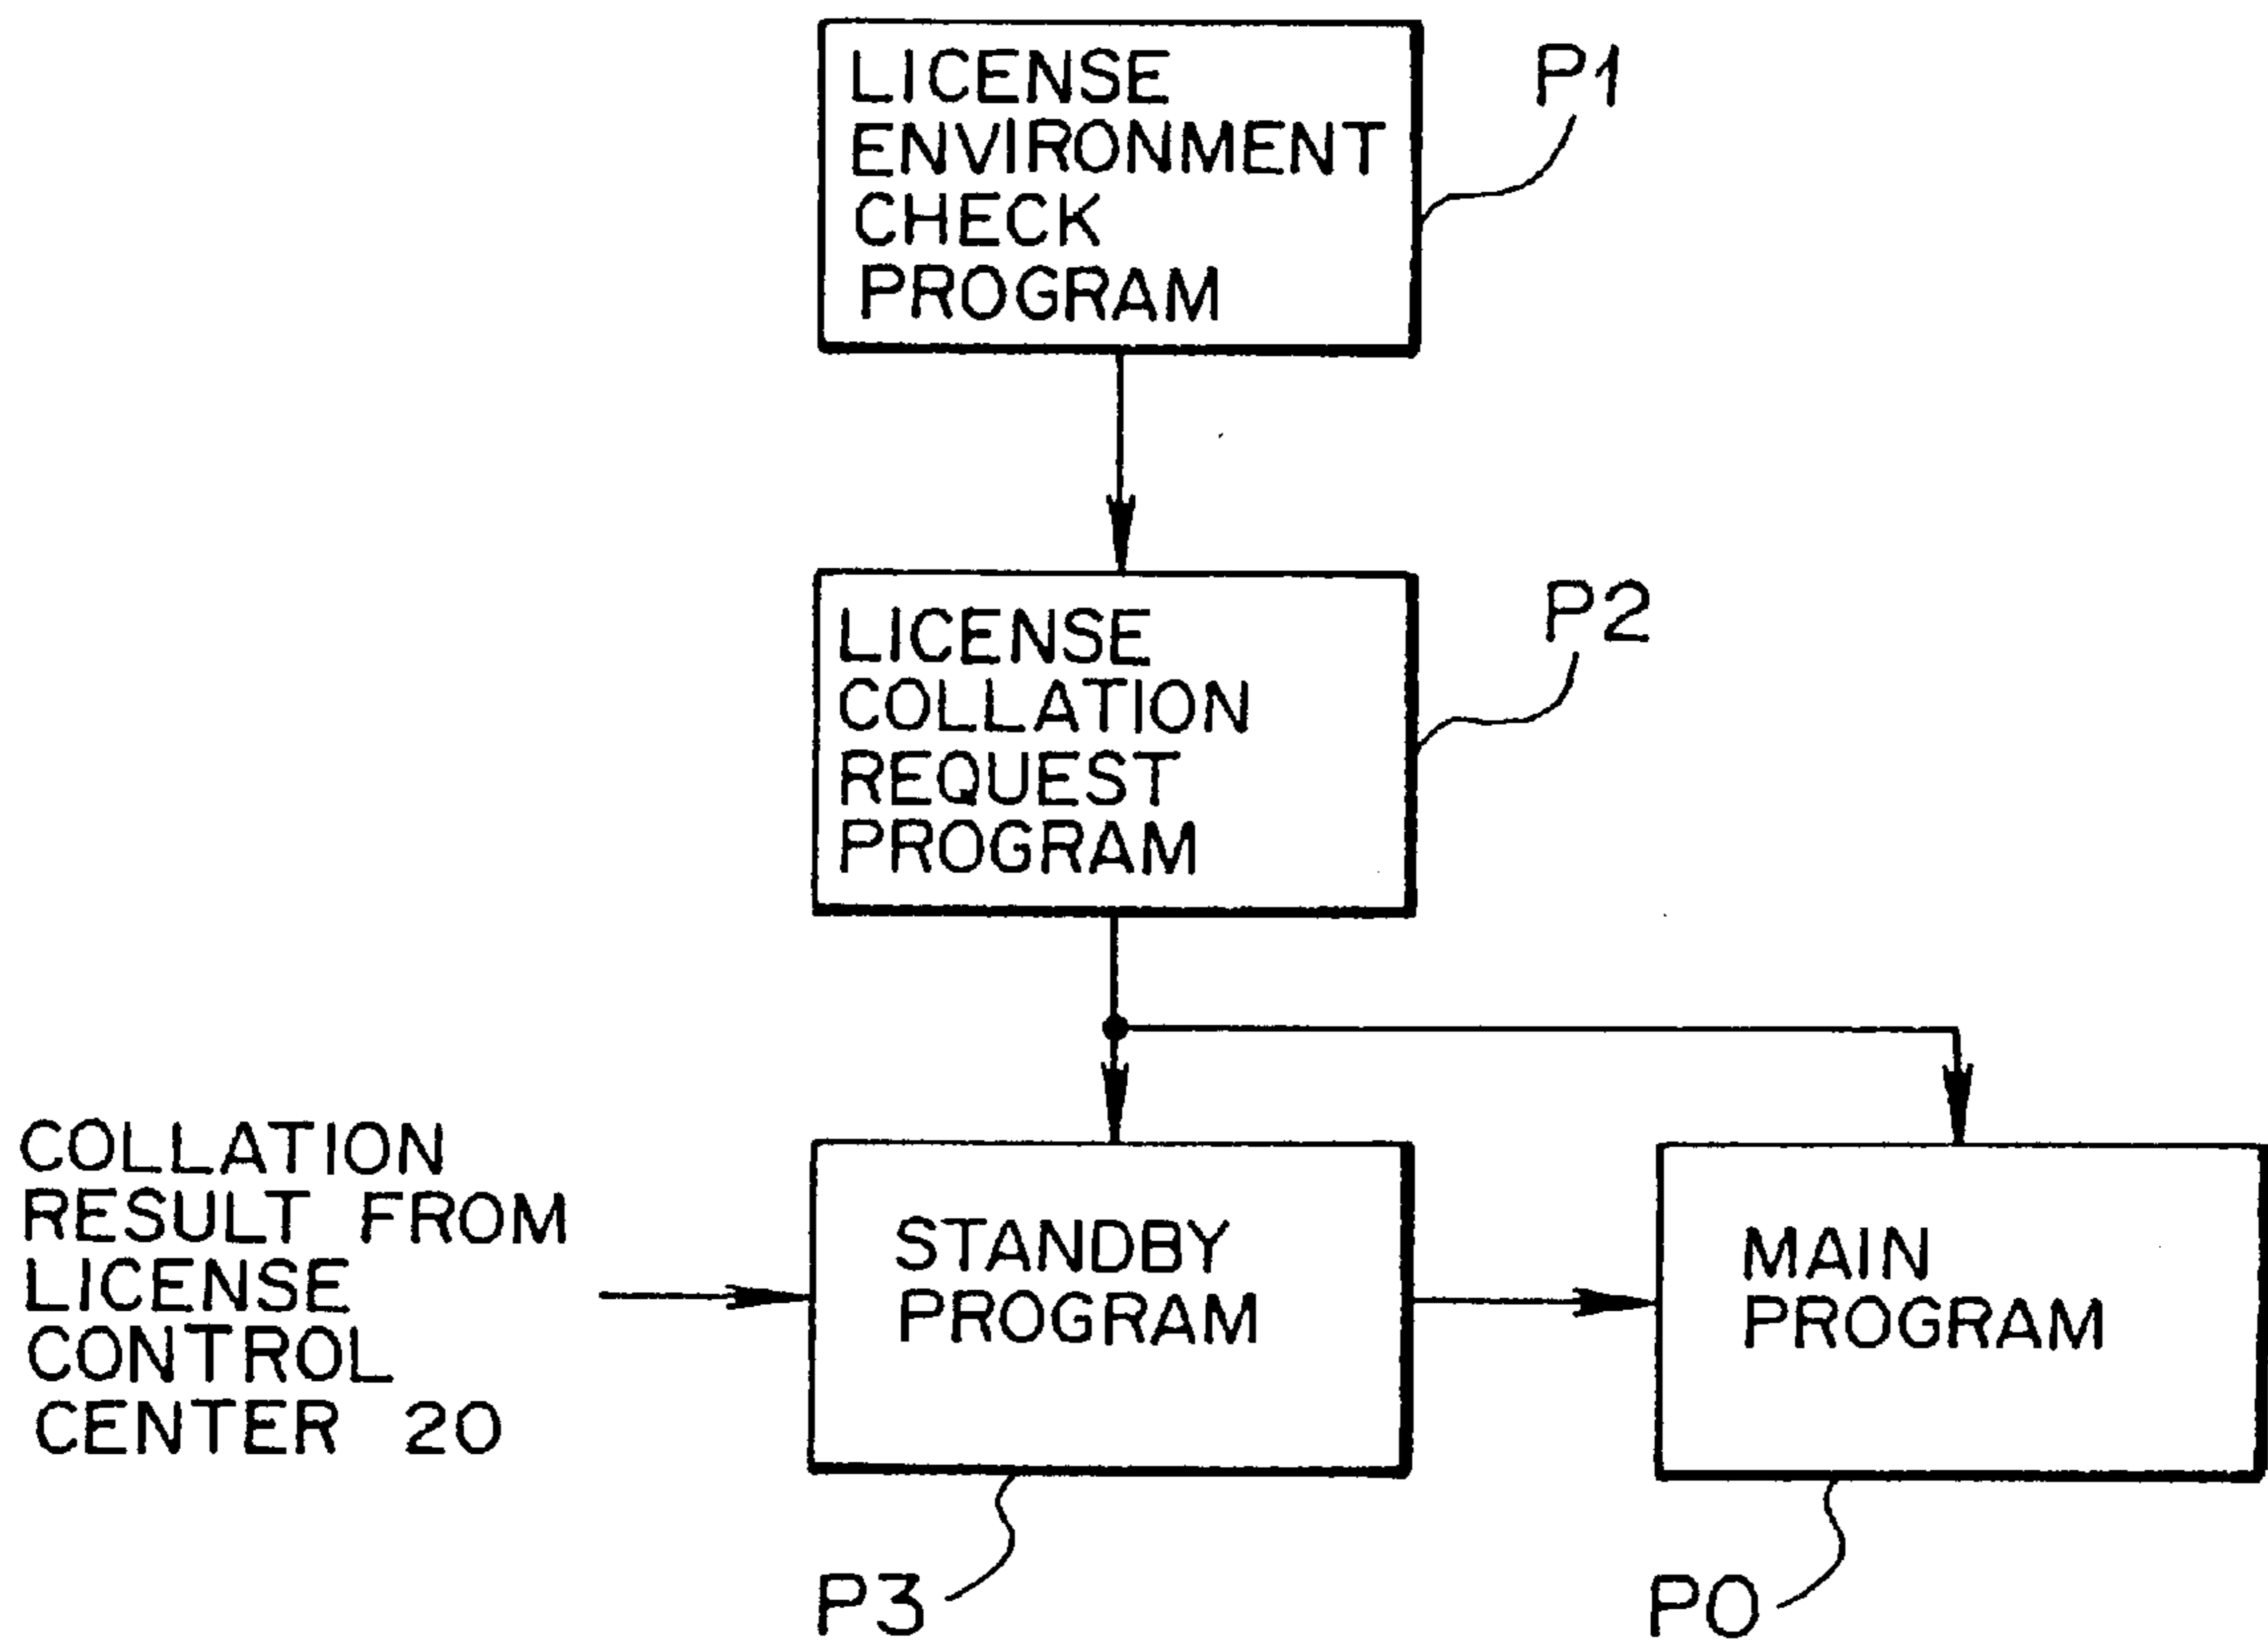 LICENSE
ENVIRONMENT
CHECK
PROGRAM
P1
LICENSE
COLLATION
REQUEST
PROGRAM
P2
COLLATION
RESULT FROM
LICENSE
CONTROL
CENTER 20
STANDBY
PROGRAM
MAIN
PROGRAM
P3
P0